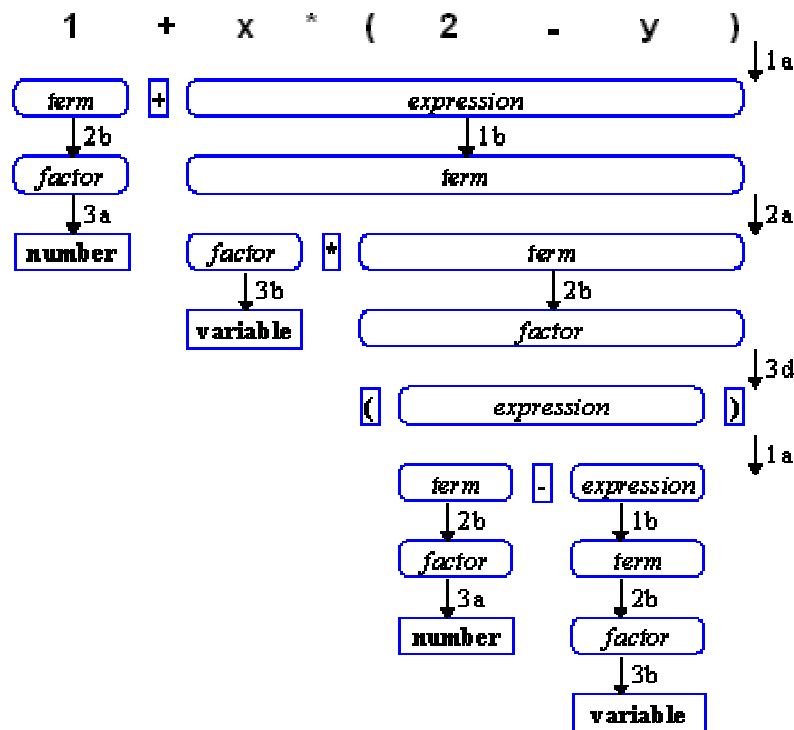 1 + x * ( 2 - y )
1a
term + expression
2b 1b
factor term
3a 2a
number factor * term
3b 2b
variable factor
3d
( expression )
1a
term - expression
2b 1b
factor term
3a 2b
number factor
3b
variable